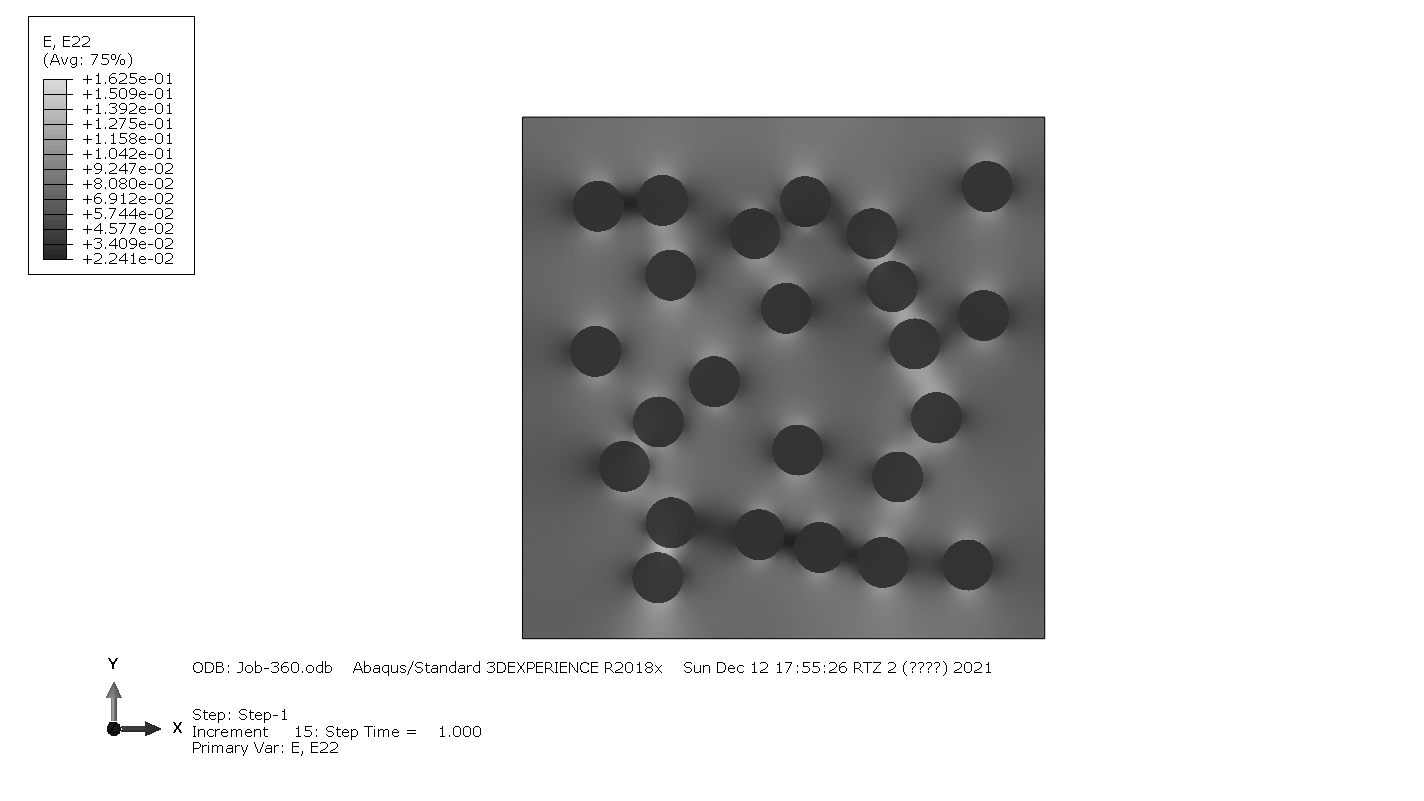 E, E22
(Avg: 75%)
+1.625e-01
+1.509e-01
+1.392e-01
+1.275e-01
+1.158e-01
+1.042e-01
+9.247e-02
+8.080e-02
+6.912e-02
+5.744e-02
+4.577e-02
+3.409e-02
+2.241e-02
Y
X
ODB: Job-360.odb    Abaqus/Standard 3DEXPERIENCE R2018x    Sun Dec 12 17:55:26 RTZ 2 (????) 2021
Step: Step-1
Increment     15: Step Time =    1.000
Primary Var: E, E22